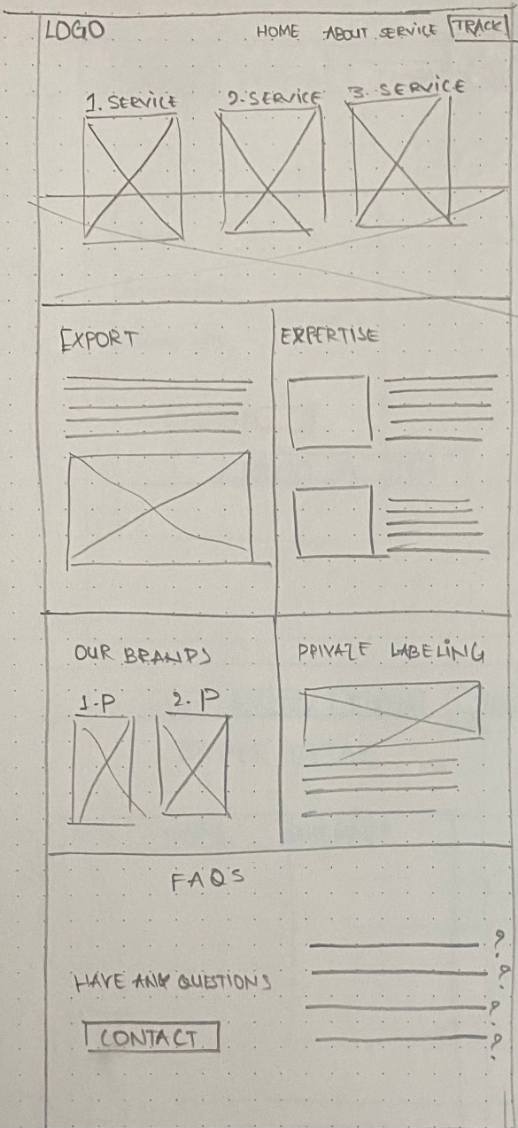 LOGO
HOME ABOUT SERVICE TRACK
1. SERVICE 2. SERVICE 3. SERVICE
EXPORT
EXPERTISE
OUR BRANDS
PRIVATE LABELING
1. P 2. P
FAQS
?
?
HAVE ANY QUESTIONS
?
CONTACT
?